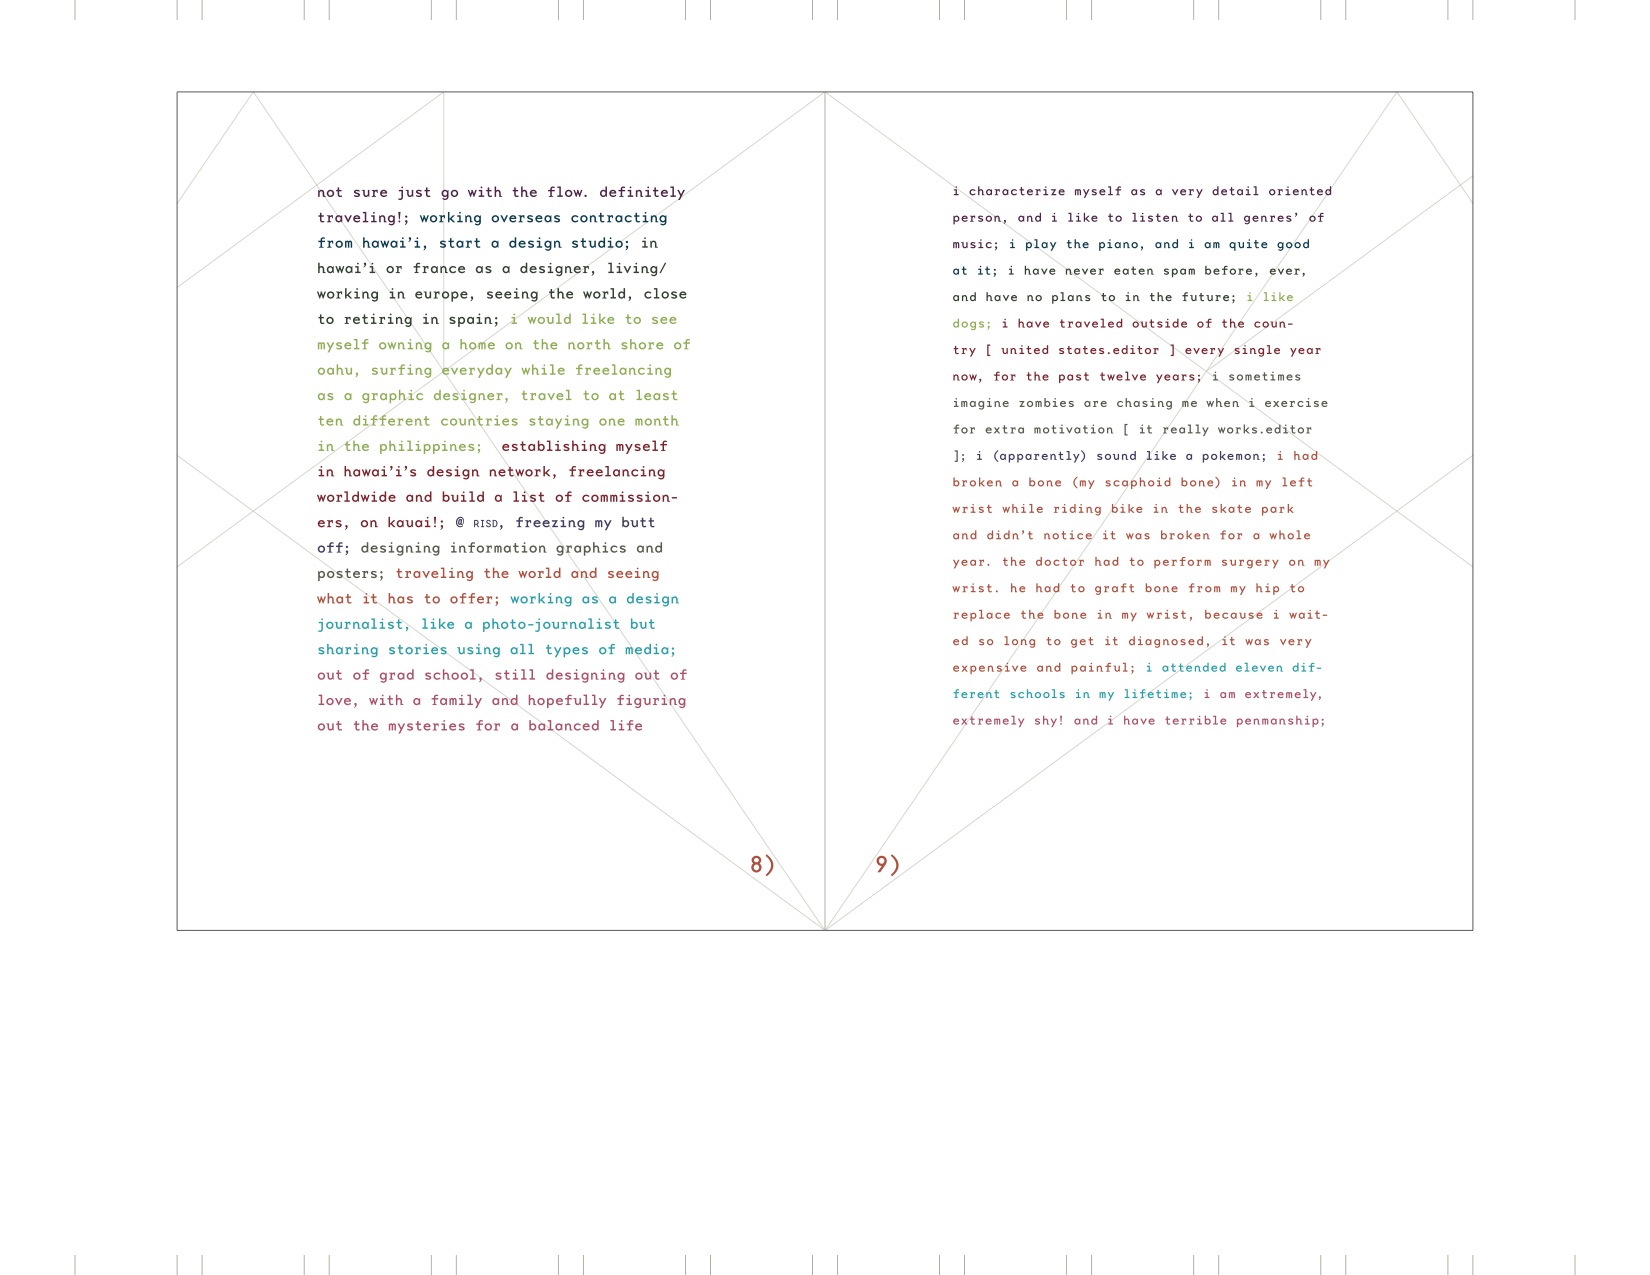 not sure just go with the flow. definitely
traveling!; working overseas contracting
from hawai’i, start a design studio; in
hawai’i or france as a designer, living/
working in europe, seeing the world, close
to retiring in spain; i would like to see
myself owning a home on the north shore of
oahu, surfing everyday while freelancing
as a graphic designer, travel to at least
ten different countries staying one month
in the philippines;  establishing myself
in hawai’i’s design network, freelancing
worldwide and build a list of commission-
ers, on kauai!; @ RISD, freezing my butt
off; designing information graphics and
posters; traveling the world and seeing
what it has to offer; working as a design
journalist, like a photo-journalist but
sharing stories using all types of media;
out of grad school, still designing out of
love, with a family and hopefully figuring
out the mysteries for a balanced life
8)
i characterize myself as a very detail oriented
person, and i like to listen to all genres’ of
music; i play the piano, and i am quite good
at it; i have never eaten spam before, ever,
and have no plans to in the future; i like
dogs; i have traveled outside of the coun-
try [ united states.editor ] every single year
now, for the past twelve years; i sometimes
imagine zombies are chasing me when i exercise
for extra motivation [ it really works.editor
]; i (apparently) sound like a pokemon; i had
broken a bone (my scaphoid bone) in my left
wrist while riding bike in the skate park
and didn’t notice it was broken for a whole
year. the doctor had to perform surgery on my
wrist. he had to graft bone from my hip to
replace the bone in my wrist, because i wait-
ed so long to get it diagnosed, it was very
expensive and painful; i attended eleven dif-
ferent schools in my lifetime; i am extremely,
extremely shy! and i have terrible penmanship;
9)